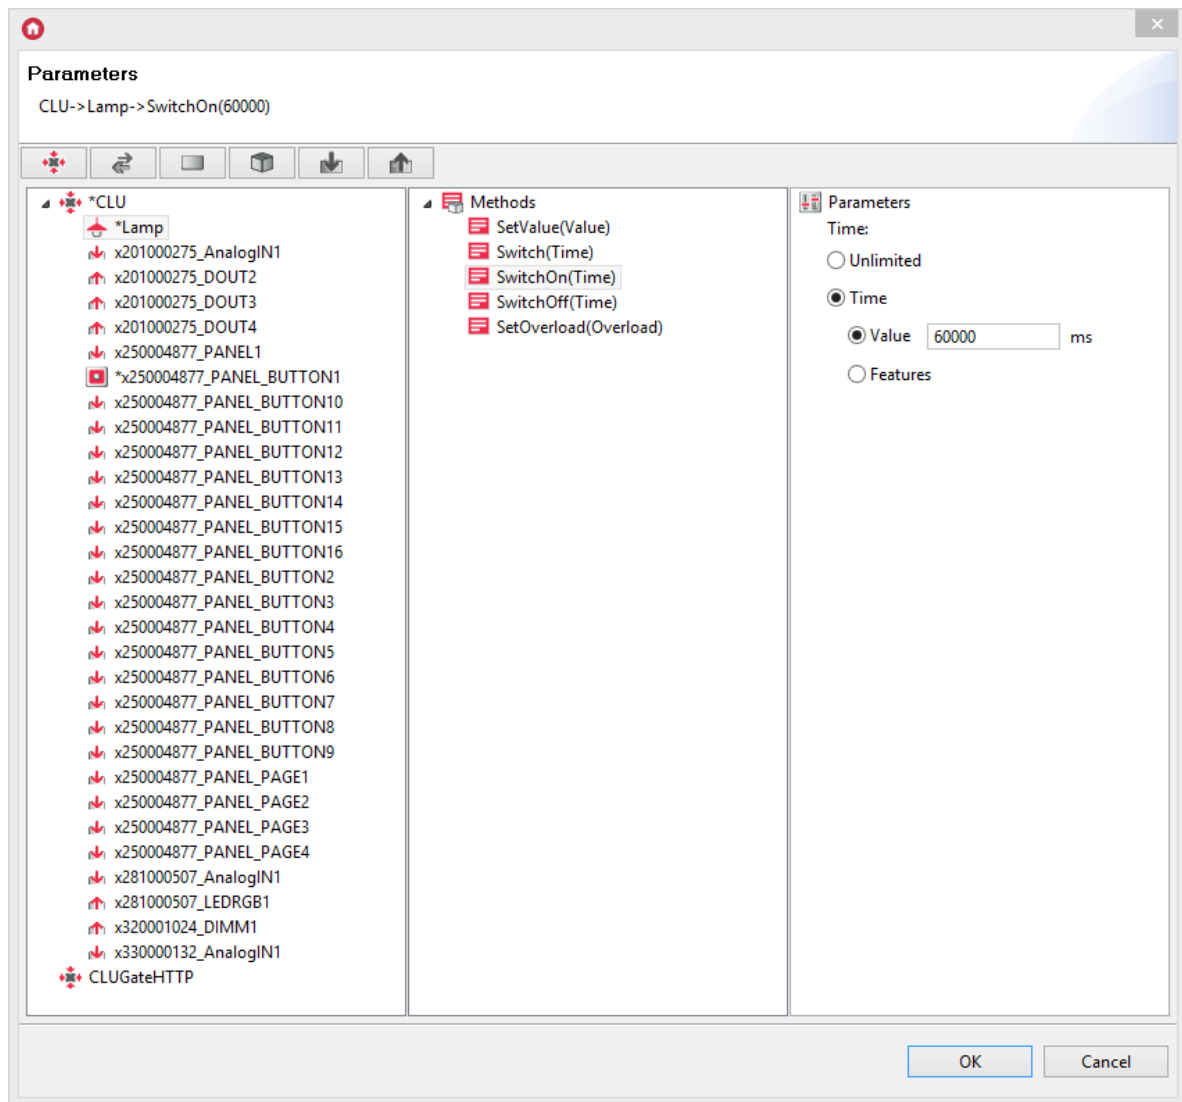 Parameters
CLU->Lamp->SwitchOn(60000)
*CLU
*Lamp
x201000275_AnalogIN1
x201000275_DOUT2
x201000275_DOUT3
x201000275_DOUT4
x250004877_PANEL1
*x250004877_PANEL_BUTTON1
x250004877_PANEL_BUTTON10
x250004877_PANEL_BUTTON11
x250004877_PANEL_BUTTON12
x250004877_PANEL_BUTTON13
x250004877_PANEL_BUTTON14
x250004877_PANEL_BUTTON15
x250004877_PANEL_BUTTON16
x250004877_PANEL_BUTTON2
x250004877_PANEL_BUTTON3
x250004877_PANEL_BUTTON4
x250004877_PANEL_BUTTON5
x250004877_PANEL_BUTTON6
x250004877_PANEL_BUTTON7
x250004877_PANEL_BUTTON8
x250004877_PANEL_BUTTON9
x250004877_PANEL_PAGE1
x250004877_PANEL_PAGE2
x250004877_PANEL_PAGE3
x250004877_PANEL_PAGE4
x281000507_AnalogIN1
x281000507_LEDRGB1
x320001024_DIMM1
x330000132_AnalogIN1
CLUGateHTTP
Methods
SetValue(Value)
Switch(Time)
SwitchOn(Time)
SwitchOff(Time)
SetOverload(Overload)
Parameters
Time:
Unlimited
Time
Value 60000 ms
Features
OK Cancel